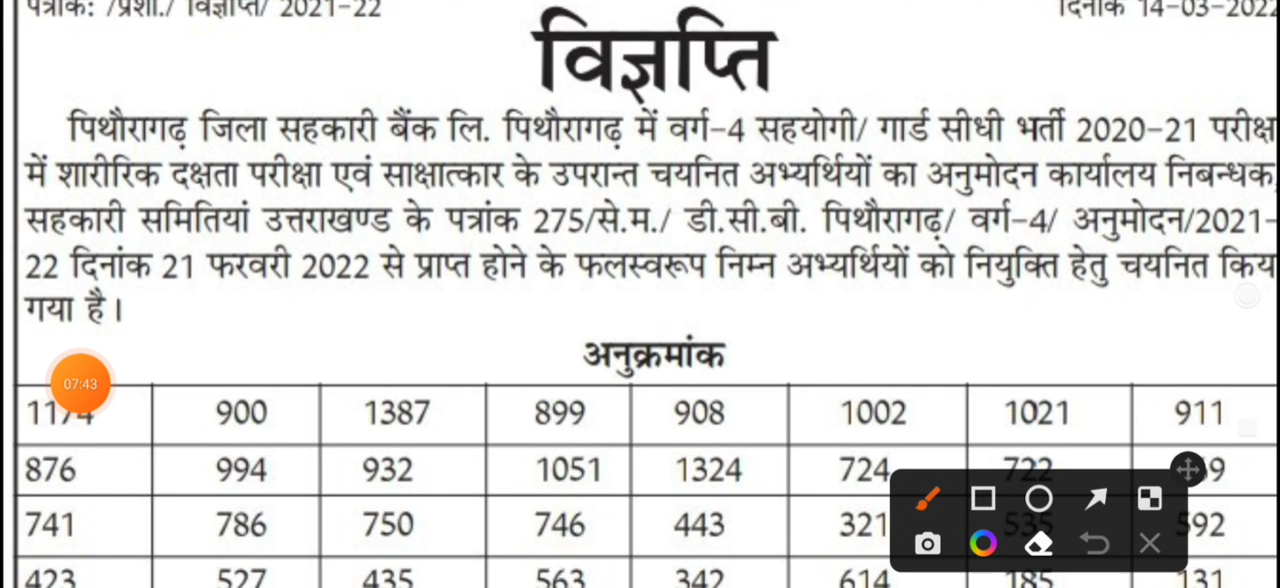 पत्रांक: /प्रशा./ विज्ञप्ति/ 2021-22 दिनांक 14-03-2022
विज्ञप्ति
पिथौरागढ़ जिला सहकारी बैंक लि. पिथौरागढ़ में वर्ग-4 सहयोगी/ गार्ड सीधी भर्ती 2020-21
में शारीरिक दक्षता परीक्षा एवं साक्षात्कार के उपरान्त चयनित अभ्यर्थियों का अनुमोदन कार्यालय निबन्धक
सहकारी समितियां उत्तराखण्ड के पत्रांक 275/से.म./ डी.सी.बी. पिथौरागढ़/ वर्ग-4/ अनुमोदन/2021-
22 दिनांक 21 फरवरी 2022 से प्राप्त होने के फलस्वरूप निम्न अभ्यर्थियों को नियुक्ति हेतु चयनित
गया है।
अनुक्रमांक
07:43
1174 900 1387 899 908 1002 1021 911
876 994 932 1051 1324 724 722
741 786 750 746 443 321 535 592
423 527 435 563 342 614 185 131